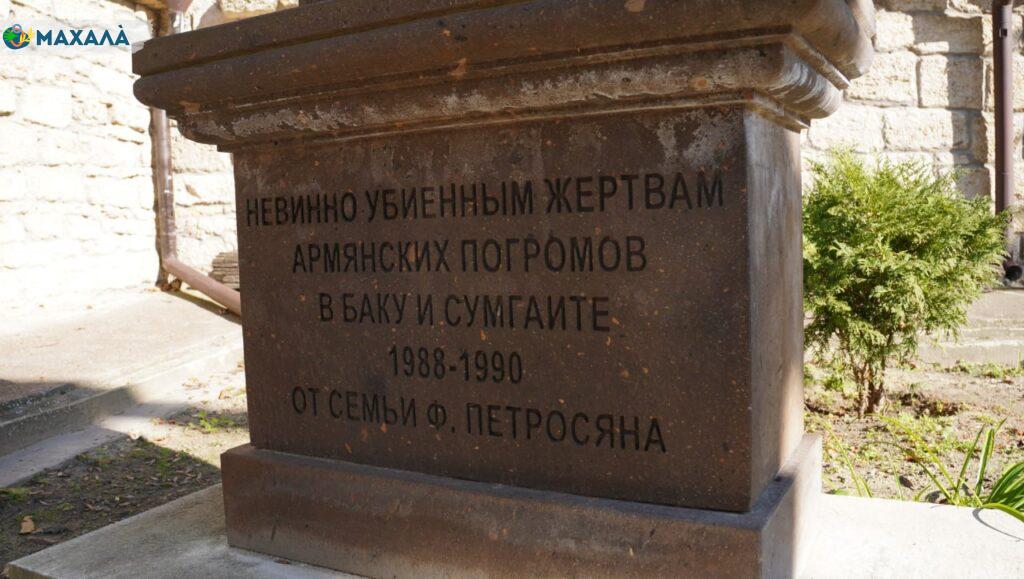 МАХАЛА̀
НЕВИННО УБИЕННЫМ ЖЕРТВАМ
АРМЯНСКИХ ПОГРОМОВ
В БАКУ И СУМГАИТЕ
1988-1990
ОТ СЕМЬИ Ф. ПЕТРОСЯНА